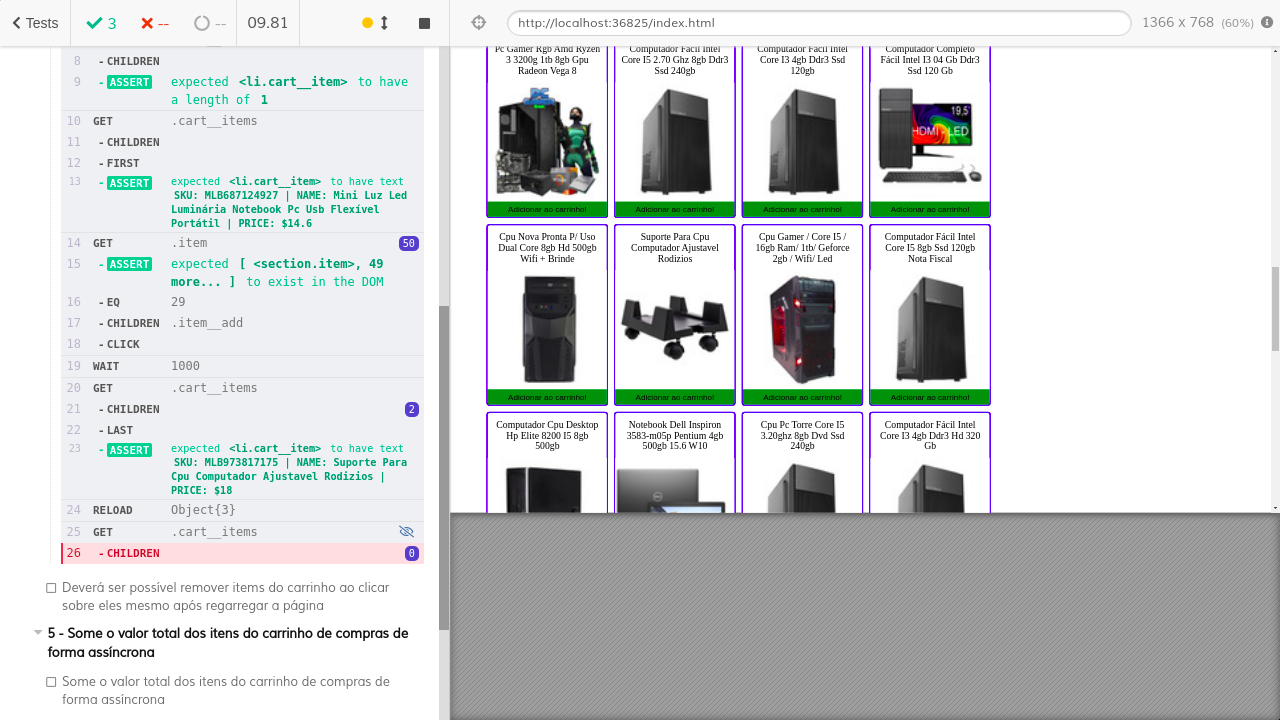 Tests
3
--
--
09.81
http://localhost:36825/index.html
1366 x 768 (60%)
8 -CHILDREN
9 -ASSERT expected <li.cart__item> to have
a length of 1
10 GET .cart__items
11 -CHILDREN
12 -FIRST
13 -ASSERT expected <li.cart__item> to have text
SKU: MLB687124927 | NAME: Mini Luz Led
Luminária Notebook Pc Usb Flexível
Portátil | PRICE: $14.6
14 GET .item 50
15 -ASSERT expected [ <section.item>, 49
more... ] to exist in the DOM
16 -EQ 29
17 -CHILDREN .item__add
18 -CLICK
19 WAIT 1000
20 GET .cart__items
21 -CHILDREN 2
22 -LAST
23 -ASSERT expected <li.cart__item> to have text
SKU: MLB973817175 | NAME: Suporte Para
Cpu Computador Ajustavel Rodizios |
PRICE: $18
24 RELOAD Object{3}
25 GET .cart__items
26 -CHILDREN 0
Deverá ser possível remover items do carrinho ao clicar
sobre eles mesmo após regarregar a página
5 - Some o valor total dos itens do carrinho de compras de
forma assíncrona
Some o valor total dos itens do carrinho de compras de
forma assíncrona
Pc Gamer Rgb Amd Ryzen
3 3200g 1tb 8gb Gpu
Radeon Vega 8
Adicionar ao carrinho!
Computador Fácil Intel
Core I5 2.70 Ghz 8gb Ddr3
Ssd 240gb
Adicionar ao carrinho!
Computador Fácil Intel
Core I3 4gb Ddr3 Ssd
120gb
Adicionar ao carrinho!
Computador Completo
Fácil Intel I3 04 Gb Ddr3
Ssd 120 Gb
19,5
HDMI - LED
Adicionar ao carrinho!
Cpu Nova Pronta P/ Uso
Dual Core 8gb Hd 500gb
Wifi + Brinde
Adicionar ao carrinho!
Suporte Para Cpu
Computador Ajustavel
Rodizios
Adicionar ao carrinho!
Cpu Gamer / Core I5 /
16gb Ram/ 1tb/ Geforce
2gb / Wifi/ Led
Adicionar ao carrinho!
Computador Fácil Intel
Core I5 8gb Ssd 120gb
Nota Fiscal
Adicionar ao carrinho!
Computador Cpu Desktop
Hp Elite 8200 I5 8gb
500gb
Notebook Dell Inspiron
3583-m05p Pentium 4gb
500gb 15.6 W10
Cpu Pc Torre Core I5
3.20ghz 8gb Dvd Ssd
240gb
Computador Fácil Intel
Core I3 4gb Ddr3 Hd 320
Gb